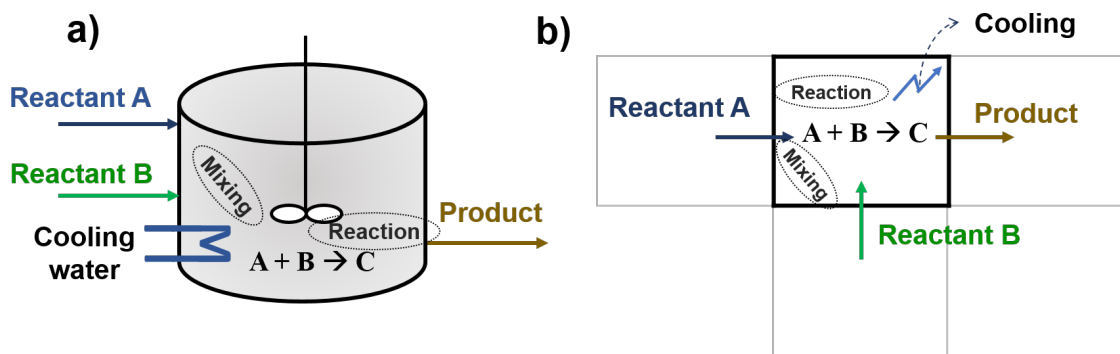 a)
Reactant A
Reactant B
Cooling
water
Mixing
Reaction
A + B → C
Product
b)
Cooling
Reaction
Reactant A
A + B → C
Product
Mixing
Reactant B